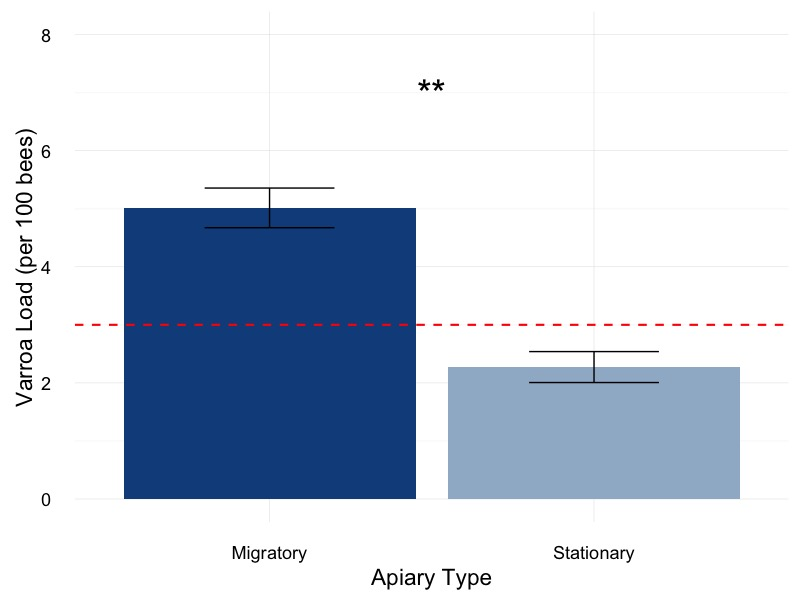 8
**
6
4
2
0
Varroa Load (per 100 bees)
Migratory
Stationary
Apiary Type